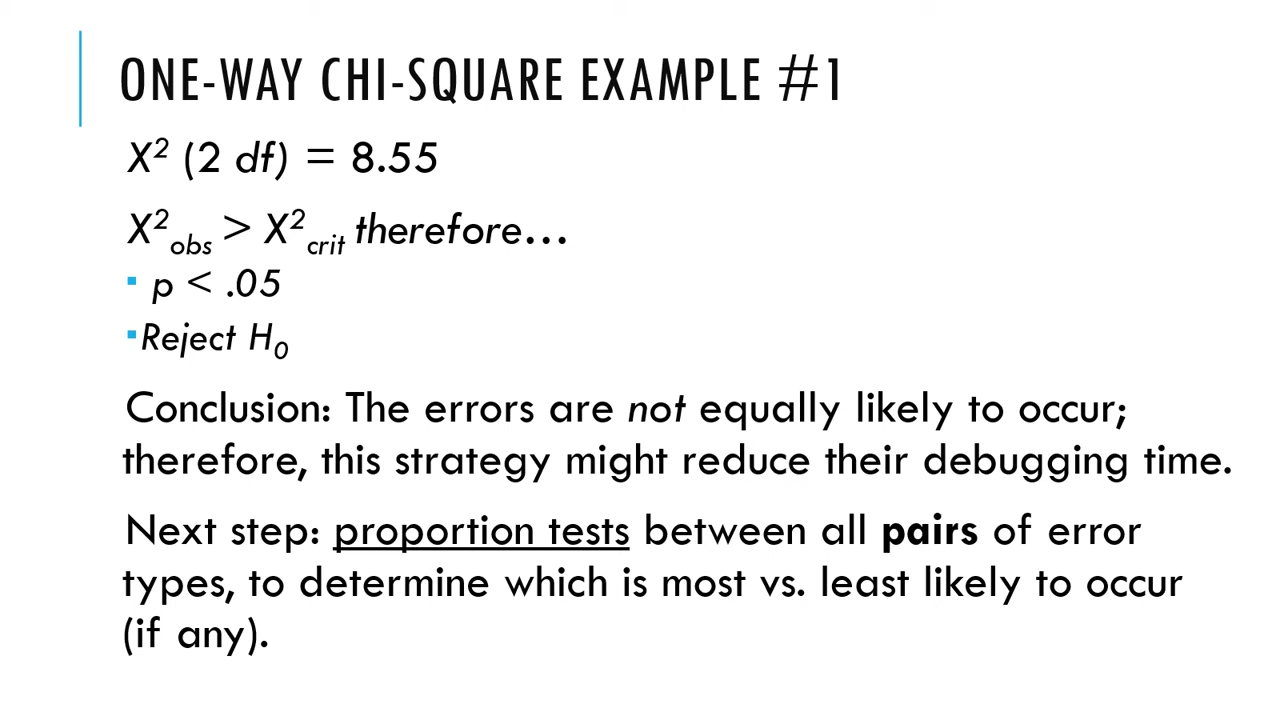 ONE-WAY CHI-SQUARE EXAMPLE #1
X² (2 df) = 8.55
X²obs > X²crit therefore…
▪ p < .05
▪Reject H₀
Conclusion: The errors are not equally likely to occur;
therefore, this strategy might reduce their debugging time.
Next step: proportion tests between all pairs of error
types, to determine which is most vs. least likely to occur
(if any).